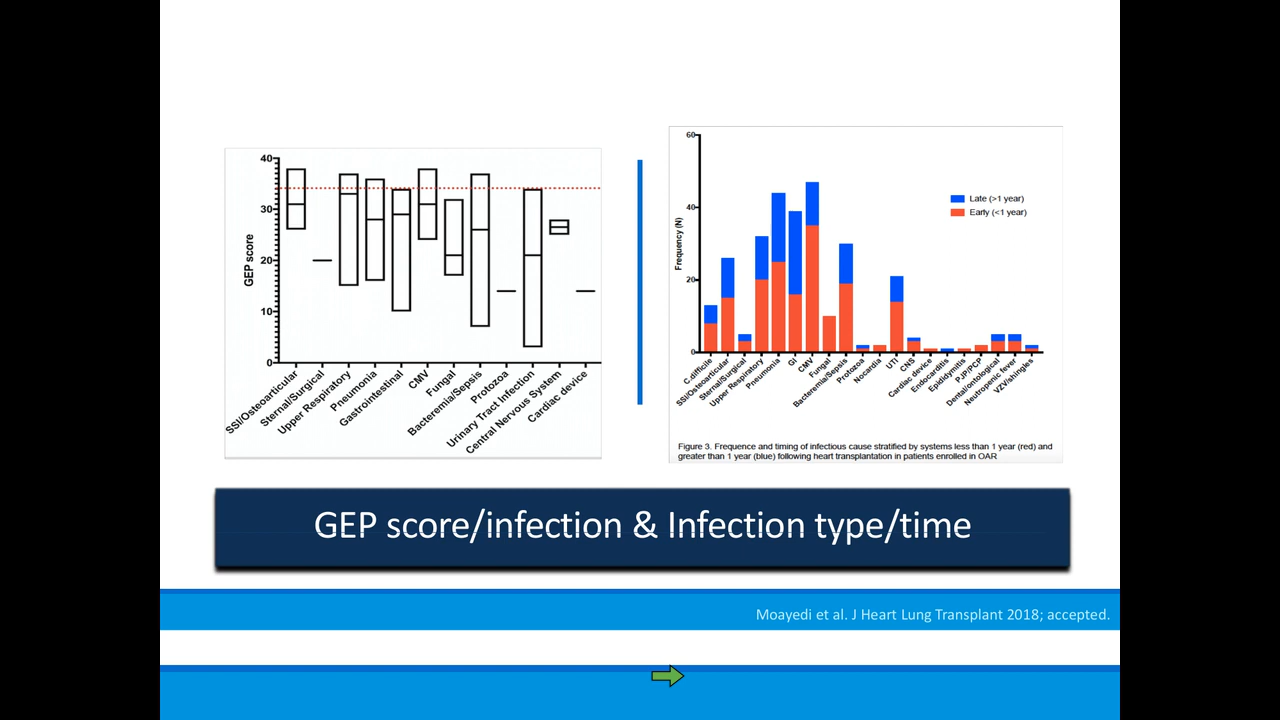 40
30
20
10
0
GEP score
SSI/Osteoarticular
Sternal/Surgical
Upper Respiratory
Pneumonia
Gastrointestinal
CMV
Fungal
Bacteremia/Sepsis
Protozoa
Urinary Tract Infection
Central Nervous System
Cardiac device
60
40
20
0
Frequency (N)
Late (>1 year)
Early (<1 year)
C.difficile
SSI/Osteoarticular
Sternal/Surgical
Upper Respiratory
Pneumonia
GI
CMV
Fungal
Bacteremia/Sepsis
Protozoa
Nocardia
UTI
CNS
Cardiac device
Endocarditis
Epididymitis
PJP/PCP
Dental/ontological
Neutropenic fever
VZV/shingles
Figure 3. Frequency and timing of infectious cause stratified by systems less than 1 year (red) and
greater than 1 year (blue) following heart transplantation in patients enrolled in OAR
GEP score/infection & Infection type/time
Moayedi et al. J Heart Lung Transplant 2018; accepted.